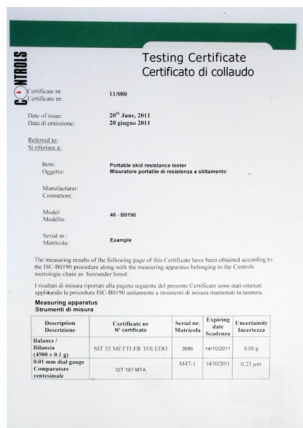 CONTROLS
Testing Certificate
Certificato di collaudo
Certificate nr. 11/080
Certificato nr.
Date of issue: 20th June, 2011
Data di emissione: 20 giugno 2011
Referred to:
Si riferisce a:
Item: Portable skid resistance tester
Oggetto: Misuratore portatile di resistenza a slittamento
Manufacturer:
Costruttore:
Model: 48 - B0190
Modello:
Serial nr.: Example
Matricola:
The measuring results of the following page of this Certificate have been obtained according to
the ISC-B0190 procedure along with the measuring apparatus belonging to the Controls
metrologic chain as hereunder listed:
I risultati di misura riportati alla pagina seguente del presente Certificato sono stati ottenuti
applicando la procedura ISC-B0190 unitamente a strumenti di misura mantenuti in taratura.
Measuring apparatus
Strumenti di misura
Description Certificate nr Serial nr. Expiring date Uncertainity
Descrizione N° certificato Matricola Scadenza Incertezza
Balance / SIT 55 METTLER TOLEDO 3695 14/10/2011 0.05 g
Bilancia
(4500 ± 0.1 g)
0.01 mm dial gauge SIT 187 MTA M47-1 14/10/2011 0.25 µm
Comparatore
centesimale